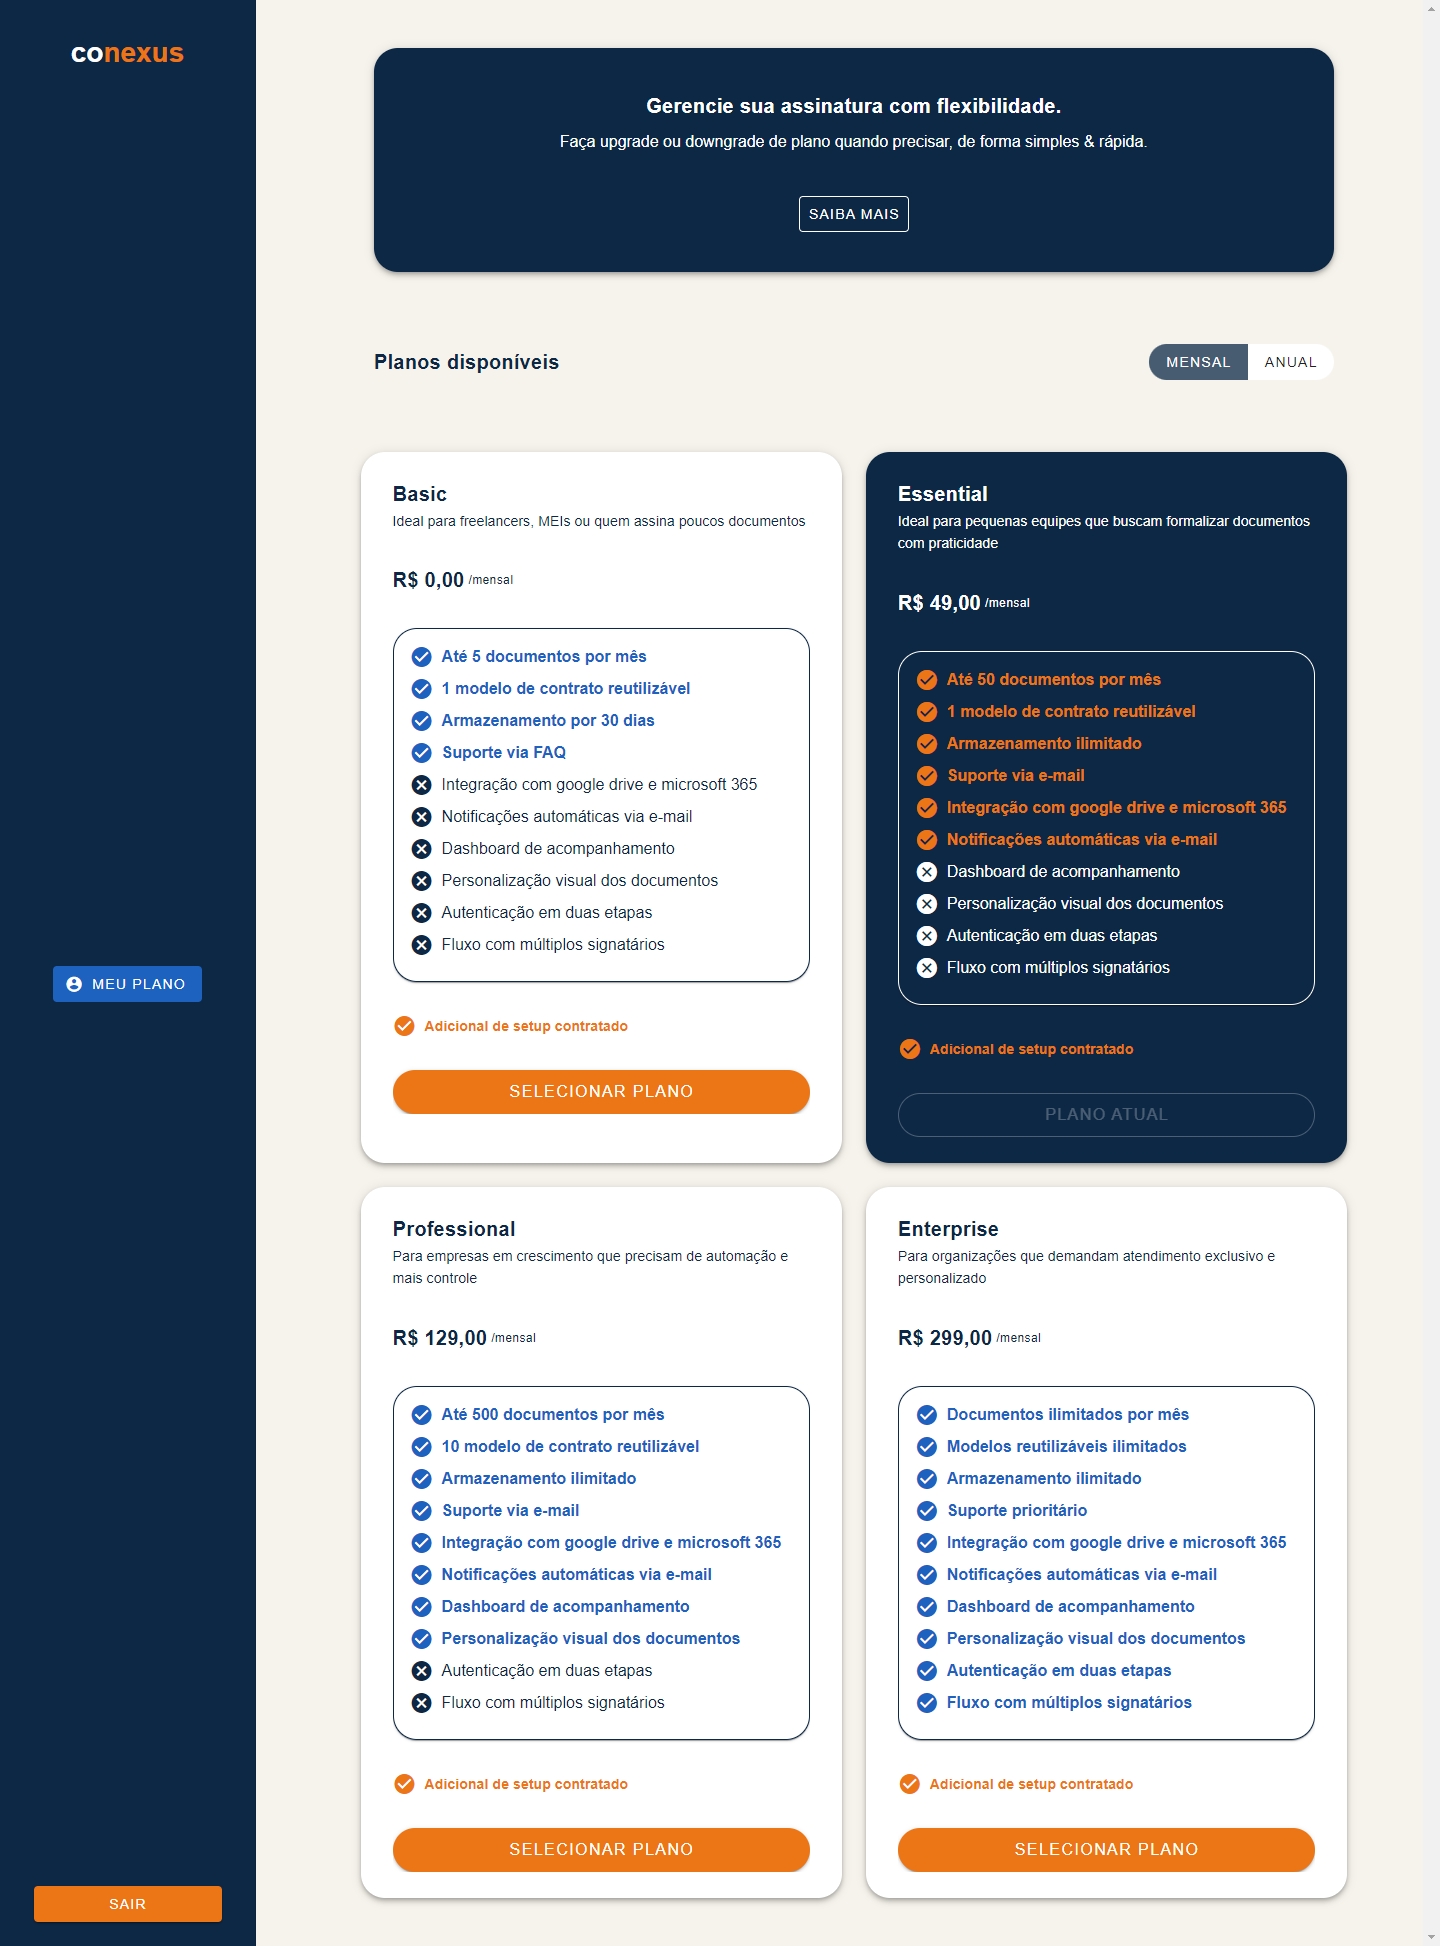 conexus
MEU PLANO
SAIR
Gerencie sua assinatura com flexibilidade.
Faça upgrade ou downgrade de plano quando precisar, de forma simples & rápida.
SAIBA MAIS
Planos disponíveis
MENSAL
ANUAL
Basic
Ideal para freelancers, MEIs ou quem assina poucos documentos
R$ 0,00 /mensal
Até 5 documentos por mês
1 modelo de contrato reutilizável
Armazenamento por 30 dias
Suporte via FAQ
Integração com google drive e microsoft 365
Notificações automáticas via e-mail
Dashboard de acompanhamento
Personalização visual dos documentos
Autenticação em duas etapas
Fluxo com múltiplos signatários
Adicional de setup contratado
SELECIONAR PLANO
Essential
Ideal para pequenas equipes que buscam formalizar documentos
com praticidade
R$ 49,00 /mensal
Até 50 documentos por mês
1 modelo de contrato reutilizável
Armazenamento ilimitado
Suporte via e-mail
Integração com google drive e microsoft 365
Notificações automáticas via e-mail
Dashboard de acompanhamento
Personalização visual dos documentos
Autenticação em duas etapas
Fluxo com múltiplos signatários
Adicional de setup contratado
PLANO ATUAL
Professional
Para empresas em crescimento que precisam de automação e
mais controle
R$ 129,00 /mensal
Até 500 documentos por mês
10 modelo de contrato reutilizável
Armazenamento ilimitado
Suporte via e-mail
Integração com google drive e microsoft 365
Notificações automáticas via e-mail
Dashboard de acompanhamento
Personalização visual dos documentos
Autenticação em duas etapas
Fluxo com múltiplos signatários
Adicional de setup contratado
SELECIONAR PLANO
Enterprise
Para organizações que demandam atendimento exclusivo e
personalizado
R$ 299,00 /mensal
Documentos ilimitados por mês
Modelos reutilizáveis ilimitados
Armazenamento ilimitado
Suporte prioritário
Integração com google drive e microsoft 365
Notificações automáticas via e-mail
Dashboard de acompanhamento
Personalização visual dos documentos
Autenticação em duas etapas
Fluxo com múltiplos signatários
Adicional de setup contratado
SELECIONAR PLANO